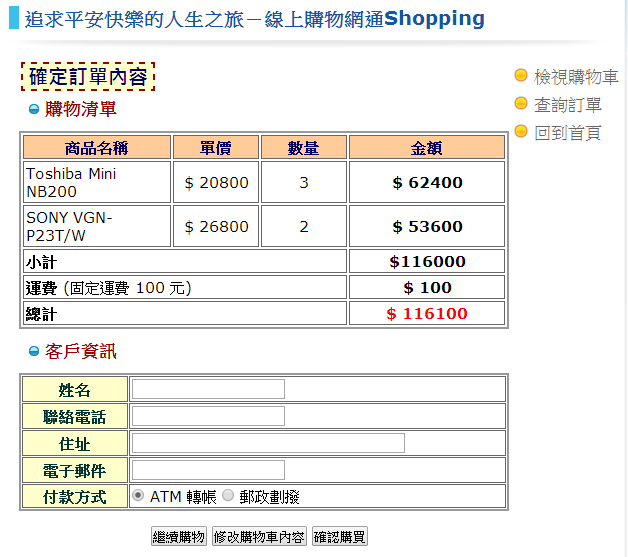 追求平安快樂的人生之旅－線上購物網通Shopping
確定訂單內容
購物清單
商品名稱 單價 數量 金額
Toshiba Mini
NB200 $ 20800 3 $ 62400
SONY VGN-
P23T/W $ 26800 2 $ 53600
小計 $116000
運費 (固定運費 100 元) $ 100
總計 $ 116100
客戶資訊
姓名
聯絡電話
住址
電子郵件
付款方式 ATM 轉帳 郵政劃撥
繼續購物 修改購物車內容 確認購買
檢視購物車
查詢訂單
回到首頁